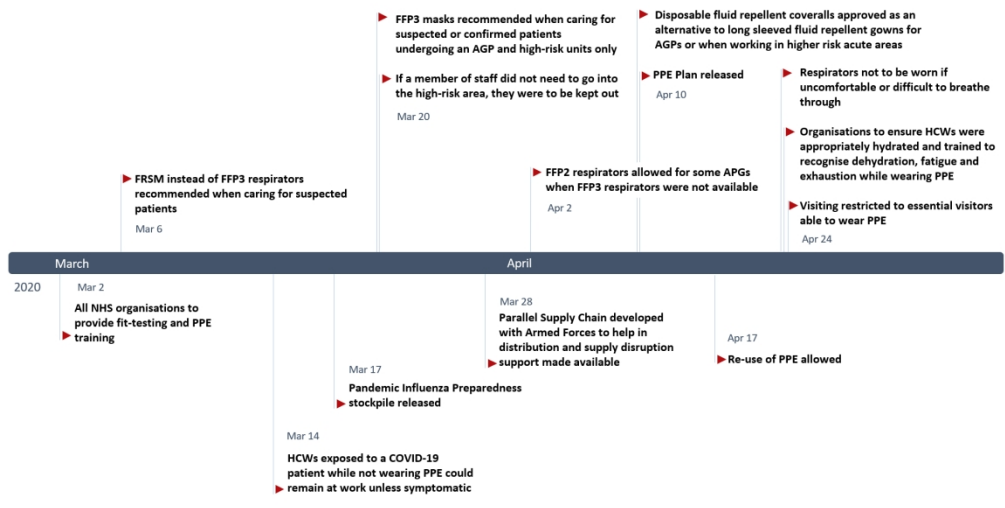 FFP3 masks recommended when caring for
suspected or confirmed patients
undergoing an AGP and high-risk units only
If a member of staff did not need to go into
the high-risk area, they were to be kept out
Mar 20
Disposable fluid repellent coveralls approved as an
alternative to long sleeved fluid repellent gowns for
AGPs or when working in higher risk acute areas
PPE Plan released
Apr 10
Respirators not to be worn if
uncomfortable or difficult to breathe
through
Organisations to ensure HCWs were
appropriately hydrated and trained to
recognise dehydration, fatigue and
exhaustion while wearing PPE
Visiting restricted to essential visitors
able to wear PPE
Apr 24
FRSM instead of FFP3 respirators
recommended when caring for suspected
patients
Mar 6
FFP2 respirators allowed for some APGs
when FFP3 respirators were not available
Apr 2
March
April
2020
Mar 2
All NHS organisations to
provide fit-testing and PPE
training
Mar 28
Parallel Supply Chain developed
with Armed Forces to help in
distribution and supply disruption
support made available
Apr 17
Re-use of PPE allowed
Mar 17
Pandemic Influenza Preparedness
stockpile released
Mar 14
HCWs exposed to a COVID-19
patient while not wearing PPE could
remain at work unless symptomatic